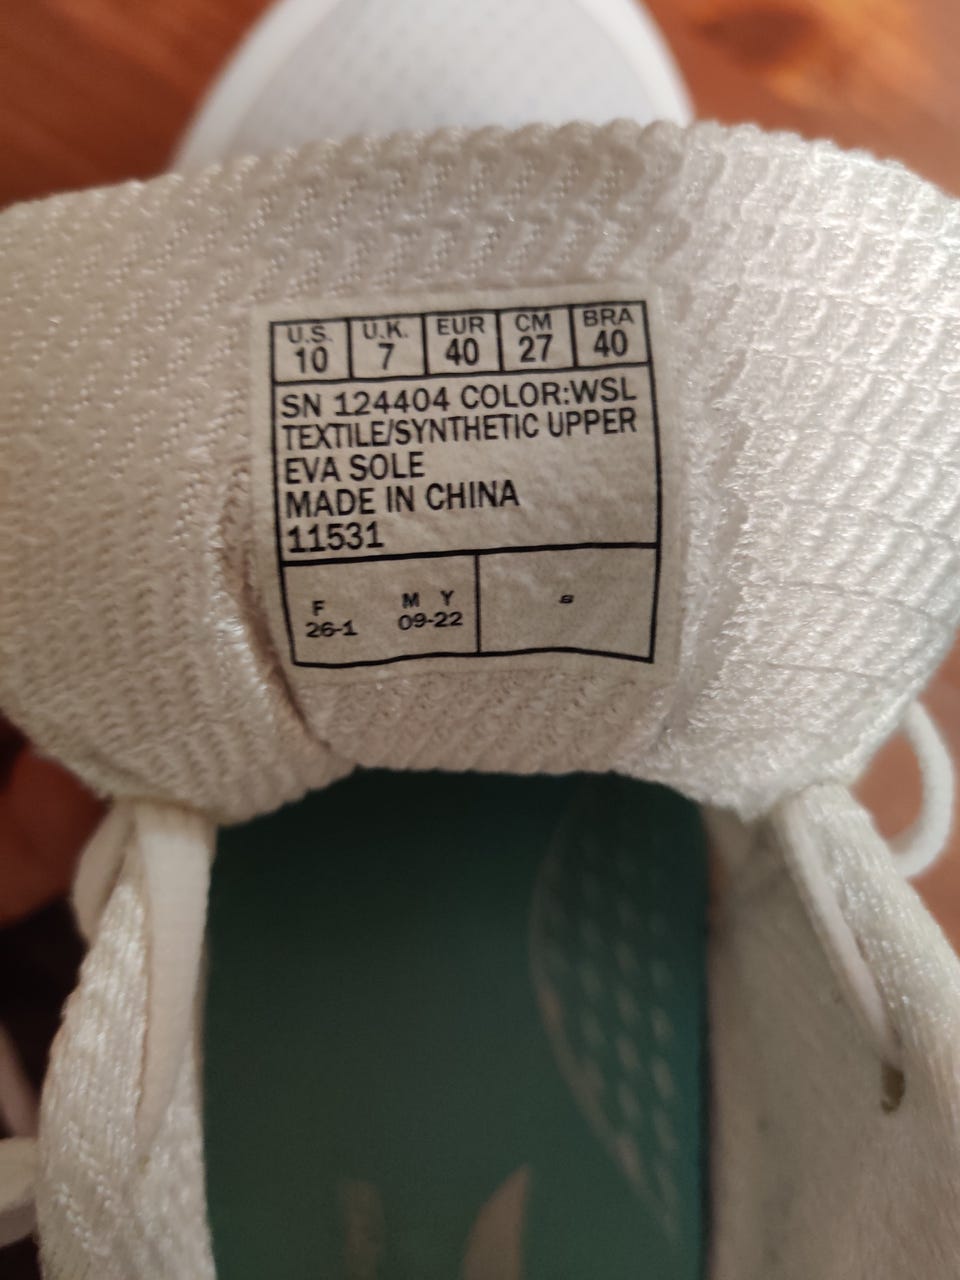 U.S. U.K. EUR CM BRA
10 7 40 27 40
SN 124404 COLOR:WSL
TEXTILE/SYNTHETIC UPPER
EVA SOLE
MADE IN CHINA
11531
F M Y
26-1 09-22